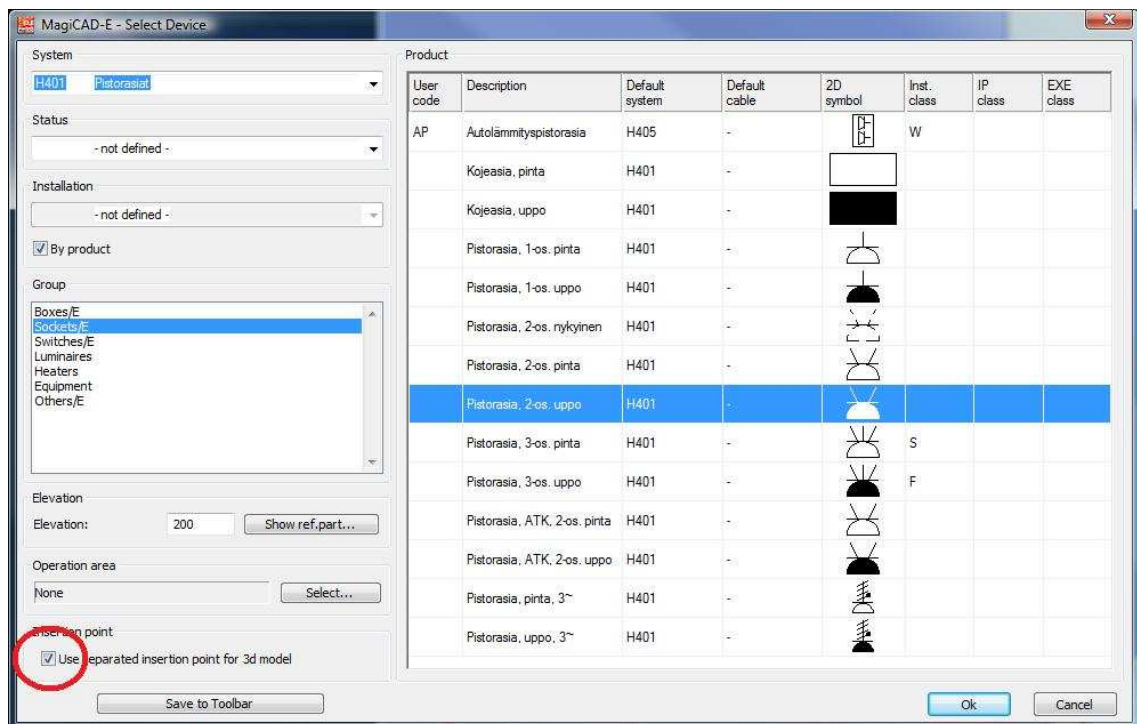 MagiCAD-E - Select Device
System
H401 Pistorasiat
Status
- not defined -
Installation
- not defined -
By product
Group
Boxes/E
Sockets/E
Switches/E
Luminaires
Heaters
Equipment
Others/E
Elevation
Elevation: 200 Show ref.part...
Operation area
None Select...
Insertion point
Use separated insertion point for 3d model
Save to Toolbar
Product
User code Description Default system Default cable 2D symbol Inst. class IP class EXE class
AP Autolämmityspistorasia H405 - W
Kojeasia, pinta H401 -
Kojeasia, uppo H401 -
Pistorasia, 1-os. pinta H401 -
Pistorasia, 1-os. uppo H401 -
Pistorasia, 2-os. nykyinen H401 -
Pistorasia, 2-os. pinta H401 -
Pistorasia, 2-os. uppo H401 -
Pistorasia, 3-os. pinta H401 - S
Pistorasia, 3-os. uppo H401 - F
Pistorasia, ATK, 2-os. pinta H401 -
Pistorasia, ATK, 2-os. uppo H401 -
Pistorasia, pinta, 3~ H401 -
Pistorasia, uppo, 3~ H401 -
Ok Cancel